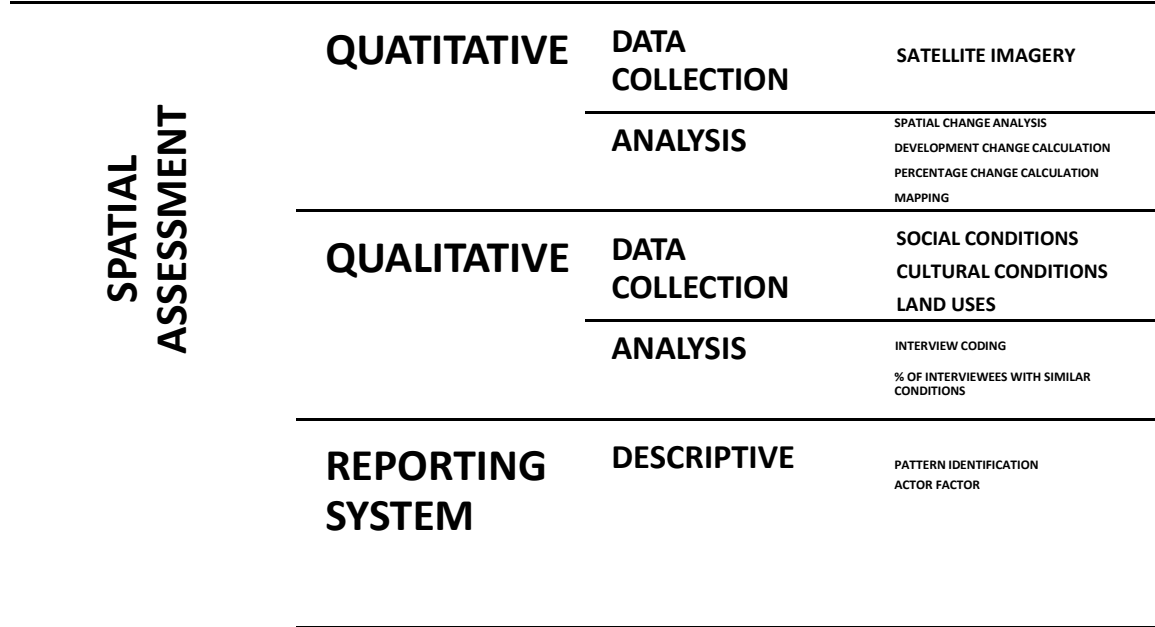 SPATIAL
ASSESSMENT
QUATITATIVE
DATA
COLLECTION
SATELLITE IMAGERY
ANALYSIS
SPATIAL CHANGE ANALYSIS
DEVELOPMENT CHANGE CALCULATION
PERCENTAGE CHANGE CALCULATION
MAPPING
QUALITATIVE
DATA
COLLECTION
SOCIAL CONDITIONS
CULTURAL CONDITIONS
LAND USES
ANALYSIS
INTERVIEW CODING
% OF INTERVIEWEES WITH SIMILAR
CONDITIONS
REPORTING
SYSTEM
DESCRIPTIVE
PATTERN IDENTIFICATION
ACTOR FACTOR